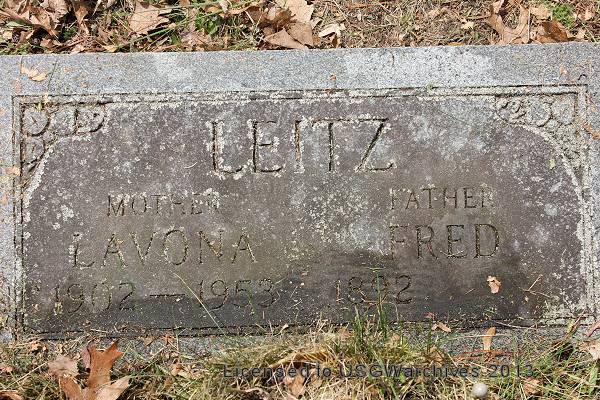 LEITZ
MOTHER FATHER
LAVONA FRED
1902 — 1953 1892
Licensed to USGWarchives 2013